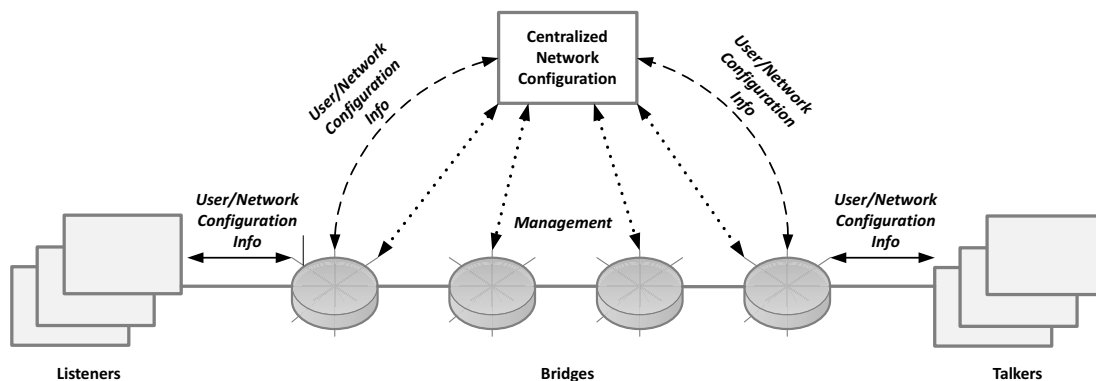 Centralized
Network
Configuration
User/Network
Configuration
Info
User/Network
Configuration
Info
User/Network
Configuration
Info
Management
User/Network
Configuration
Info
Listeners
Bridges
Talkers